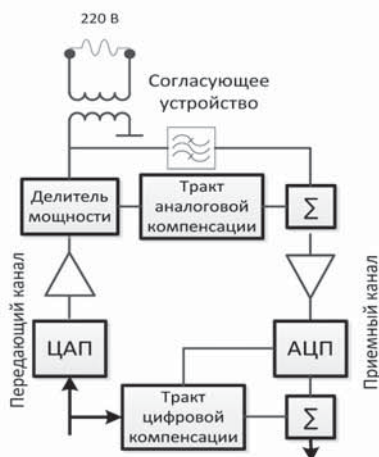 220 В
Согласующее
устройство
Делитель
мощности
Тракт
аналоговой
компенсации
Σ
Передающий канал
Приемный канал
ЦАП
АЦП
Тракт
цифровой
компенсации
Σ